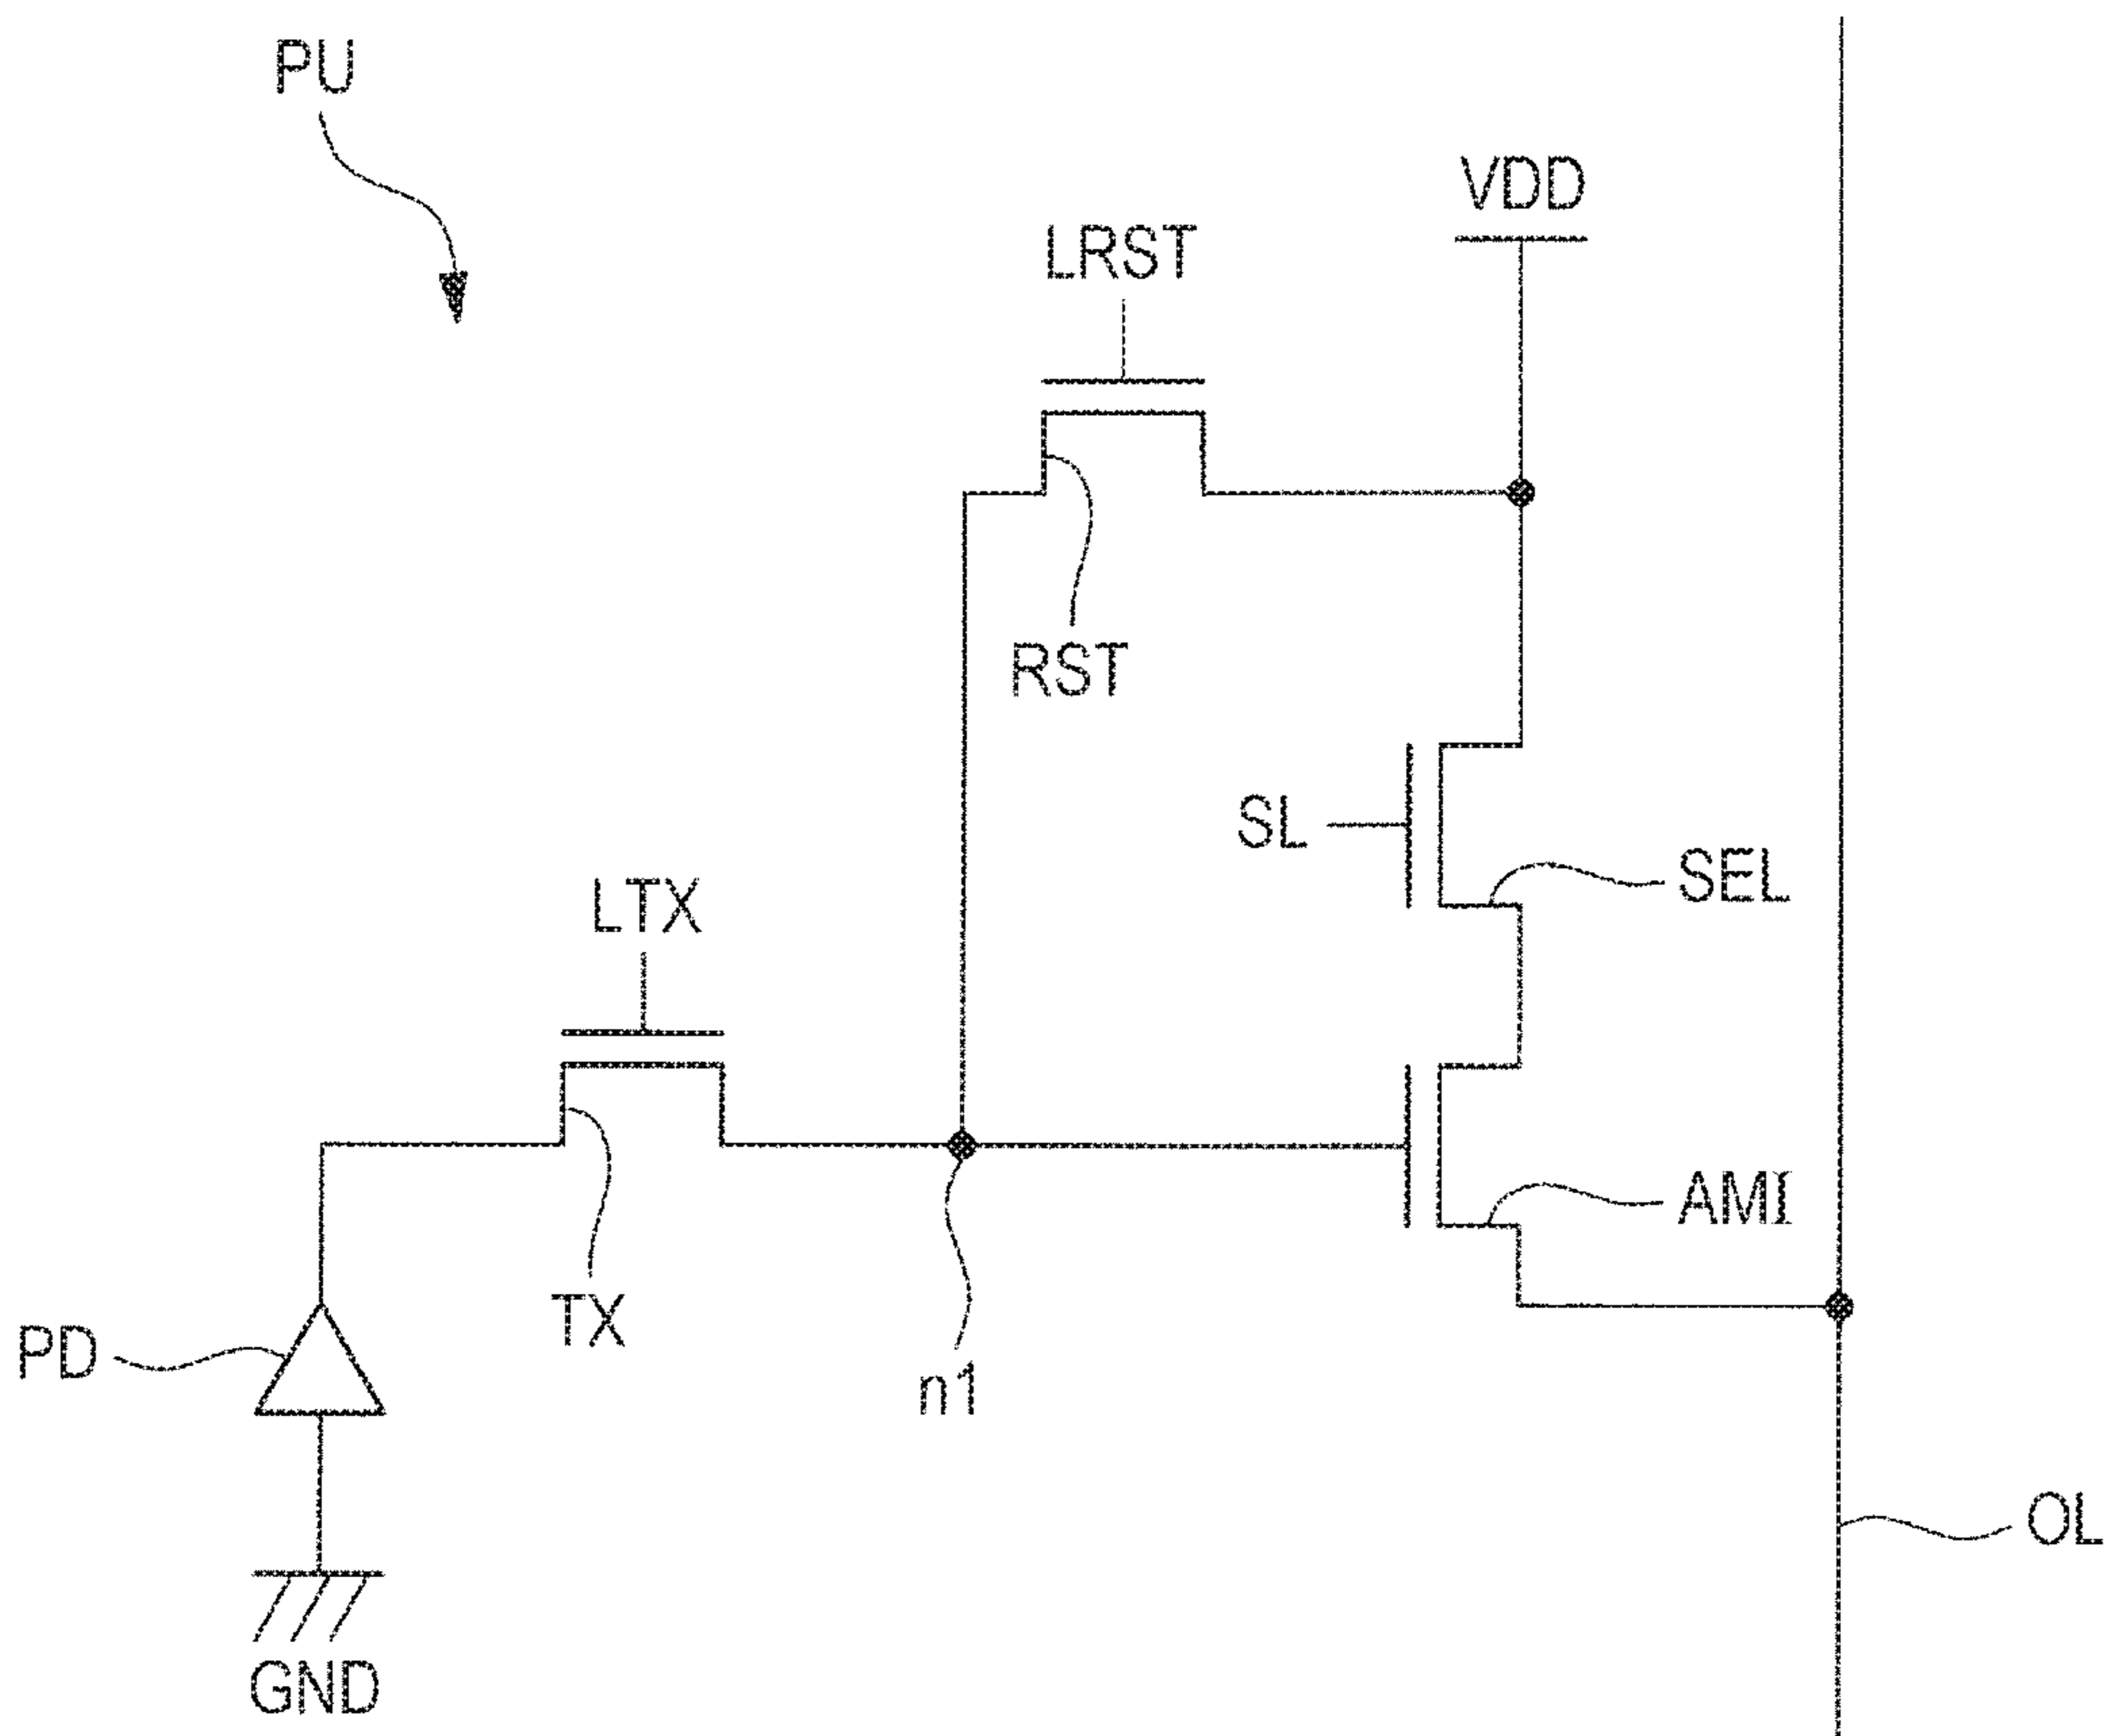 PU
VDD
LRST
RST
SL
SEL
LTX
AMI
TX
PD
n1
OL
GND